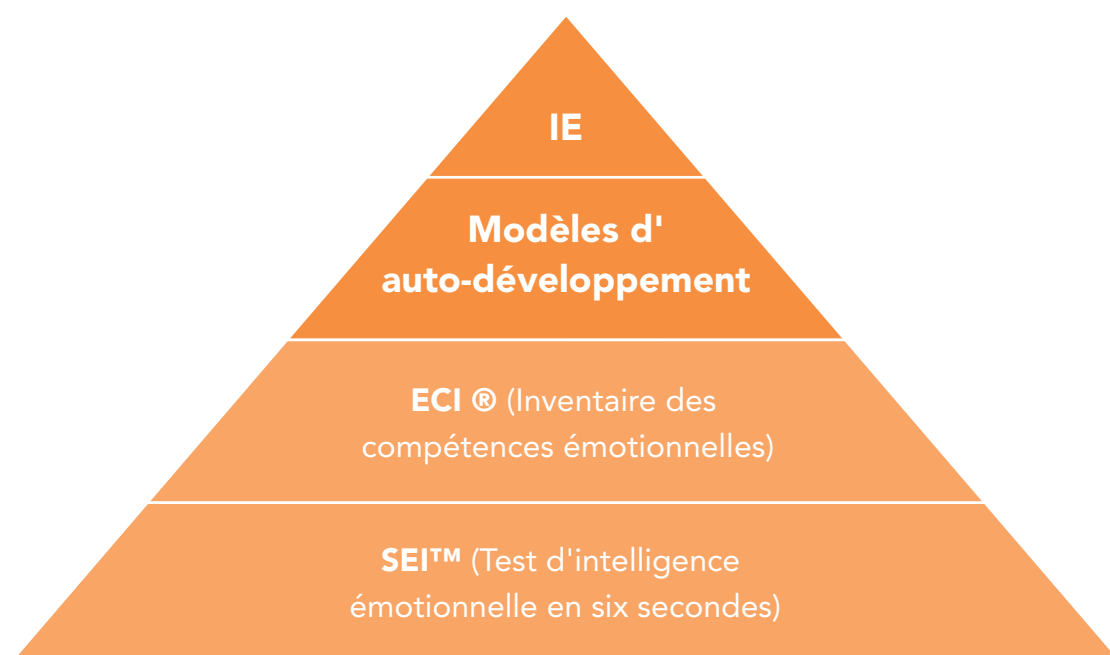 IE
Modèles d'
auto-développement
ECI ® (Inventaire des
compétences émotionnelles)
SEI™ (Test d'intelligence
émotionnelle en six secondes)